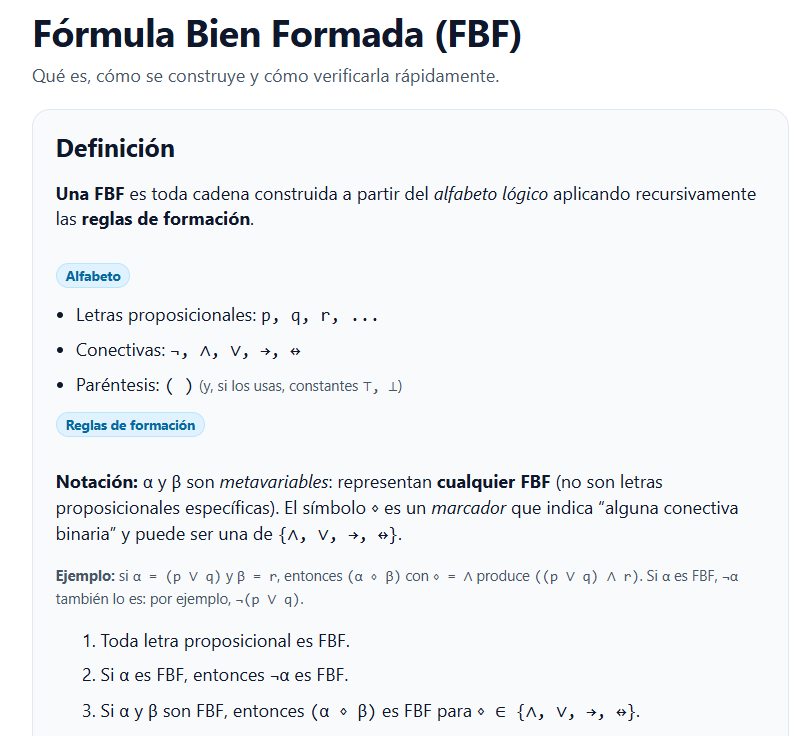 Fórmula Bien Formada (FBF)
Qué es, cómo se construye y cómo verificarla rápidamente.
Definición
Una FBF es toda cadena construida a partir del alfabeto lógico aplicando recursivamente
las reglas de formación.
Alfabeto
• Letras proposicionales: p, q, r, ...
• Conectivas: ¬, ∧, ∨, →, ↔
• Paréntesis: ( ) (y, si los usas, constantes ⊤, ⊥)
Reglas de formación
Notación: α y β son metavariables: representan cualquier FBF (no son letras
proposicionales específicas). El símbolo ⋄ es un marcador que indica “alguna conectiva
binaria” y puede ser una de {∧, ∨, →, ↔}.
Ejemplo: si α = (p ∨ q) y β = r, entonces (α ⋄ β) con ⋄ = ∧ produce ((p ∨ q) ∧ r). Si α es FBF, ¬α
también lo es: por ejemplo, ¬(p ∨ q).
1. Toda letra proposicional es FBF.
2. Si α es FBF, entonces ¬α es FBF.
3. Si α y β son FBF, entonces (α ⋄ β) es FBF para ⋄ ∈ {∧, ∨, →, ↔}.